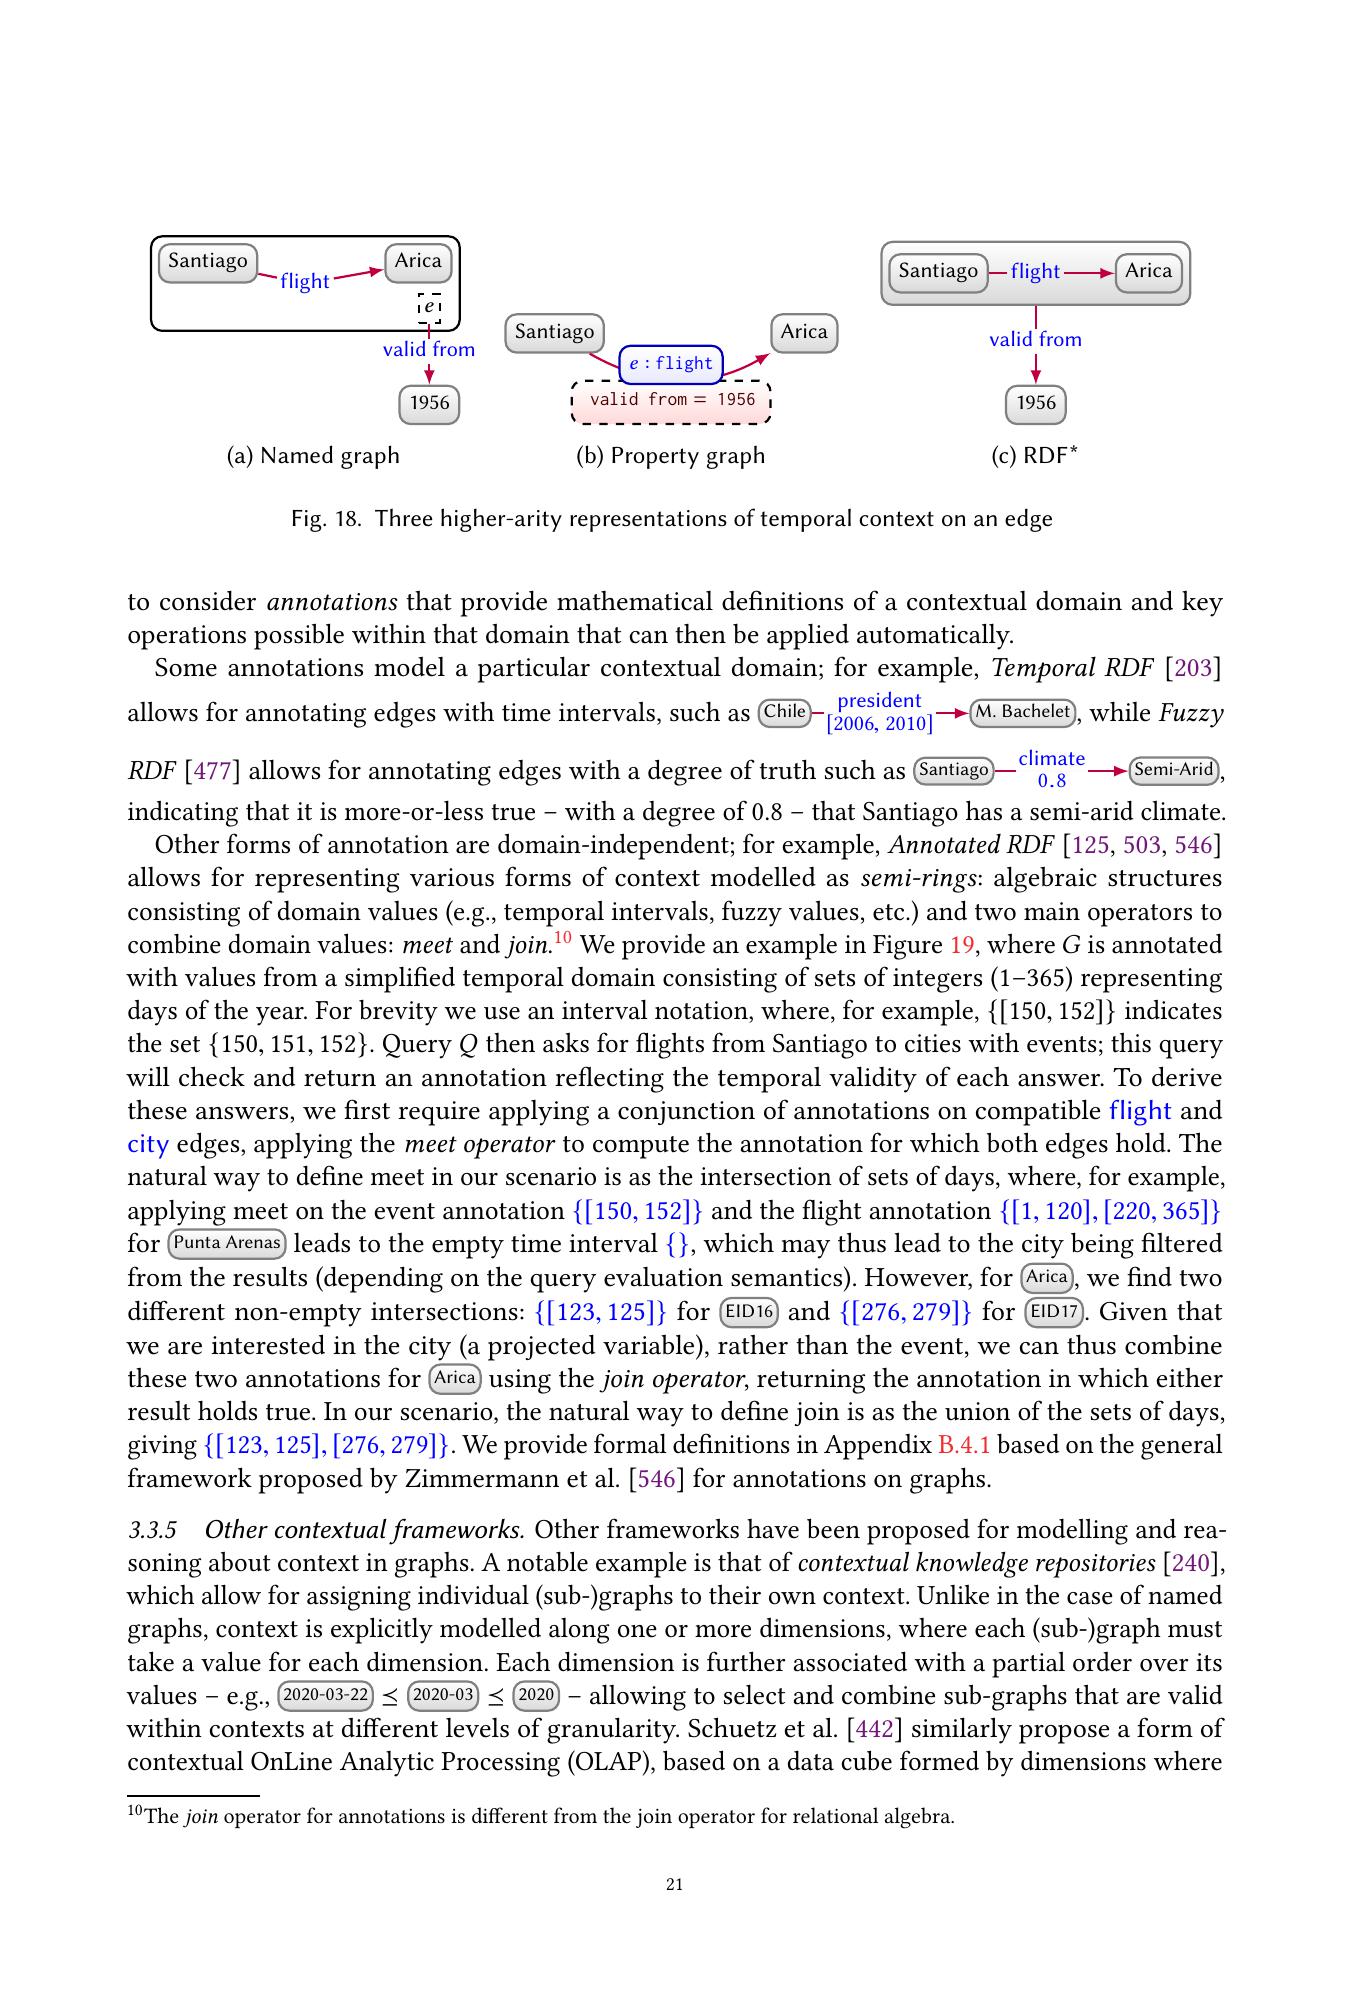 Santiago
flight
Arica
e
valid from
1956
(a) Named graph
Santiago
e : flight
Arica
valid from = 1956
(b) Property graph
Santiago
flight
Arica
valid from
1956
(c) RDF*
Fig. 18. Three higher-arity representations of temporal context on an edge
to consider annotations that provide mathematical definitions of a contextual domain and key
operations possible within that domain that can then be applied automatically.
Some annotations model a particular contextual domain; for example, Temporal RDF [203]
allows for annotating edges with time intervals, such as Chile president [2006, 2010] M. Bachelet, while Fuzzy
RDF [477] allows for annotating edges with a degree of truth such as Santiago climate 0.8 Semi-Arid,
indicating that it is more-or-less true – with a degree of 0.8 – that Santiago has a semi-arid climate.
Other forms of annotation are domain-independent; for example, Annotated RDF [125, 503, 546]
allows for representing various forms of context modelled as semi-rings: algebraic structures
consisting of domain values (e.g., temporal intervals, fuzzy values, etc.) and two main operators to
combine domain values: meet and join.10 We provide an example in Figure 19, where G is annotated
with values from a simplified temporal domain consisting of sets of integers (1–365) representing
days of the year. For brevity we use an interval notation, where, for example, {[150, 152]} indicates
the set {150, 151, 152}. Query Q then asks for flights from Santiago to cities with events; this query
will check and return an annotation reflecting the temporal validity of each answer. To derive
these answers, we first require applying a conjunction of annotations on compatible flight and
city edges, applying the meet operator to compute the annotation for which both edges hold. The
natural way to define meet in our scenario is as the intersection of sets of days, where, for example,
applying meet on the event annotation {[150, 152]} and the flight annotation {[1, 120], [220, 365]}
for Punta Arenas leads to the empty time interval {}, which may thus lead to the city being filtered
from the results (depending on the query evaluation semantics). However, for Arica, we find two
different non-empty intersections: {[123, 125]} for EID16 and {[276, 279]} for EID17. Given that
we are interested in the city (a projected variable), rather than the event, we can thus combine
these two annotations for Arica using the join operator, returning the annotation in which either
result holds true. In our scenario, the natural way to define join is as the union of the sets of days,
giving {[123, 125], [276, 279]}. We provide formal definitions in Appendix B.4.1 based on the general
framework proposed by Zimmermann et al. [546] for annotations on graphs.
3.3.5 Other contextual frameworks. Other frameworks have been proposed for modelling and rea-
soning about context in graphs. A notable example is that of contextual knowledge repositories [240],
which allow for assigning individual (sub-)graphs to their own context. Unlike in the case of named
graphs, context is explicitly modelled along one or more dimensions, where each (sub-)graph must
take a value for each dimension. Each dimension is further associated with a partial order over its
values – e.g., 2020-03-22 ⪯ 2020-03 ⪯ 2020 – allowing to select and combine sub-graphs that are valid
within contexts at different levels of granularity. Schuetz et al. [442] similarly propose a form of
contextual OnLine Analytic Processing (OLAP), based on a data cube formed by dimensions where
10The join operator for annotations is different from the join operator for relational algebra.
21